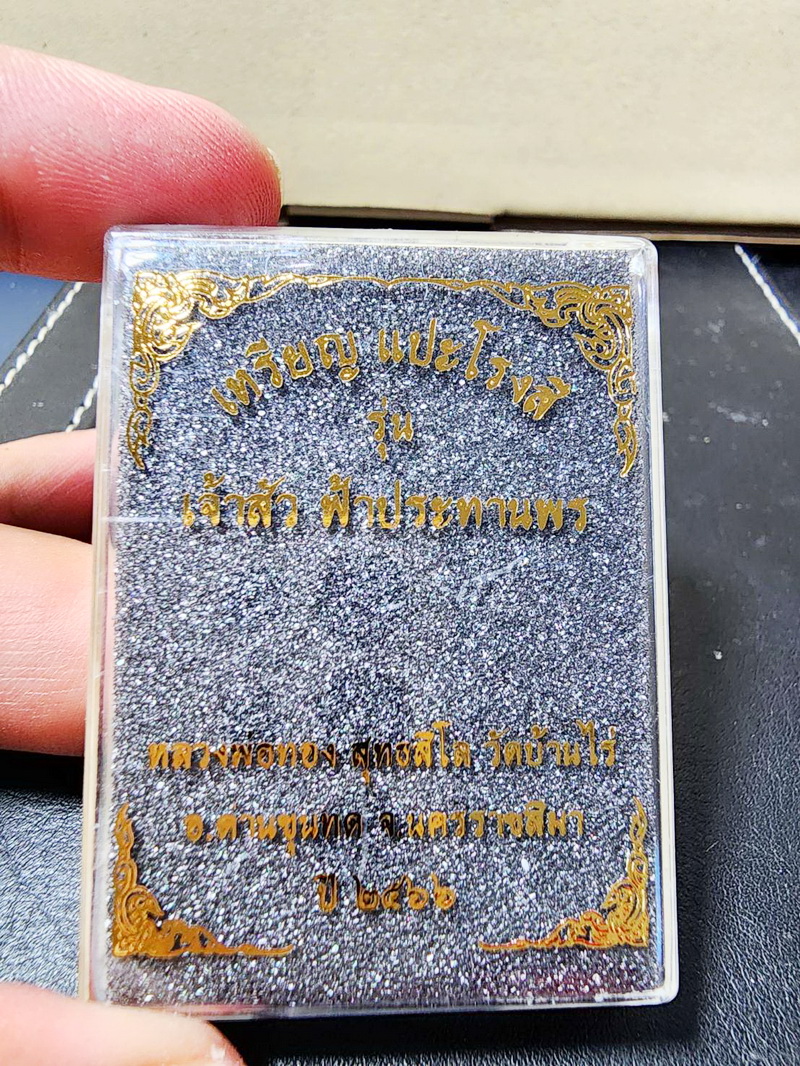 เหรียญ แปะโรงสี
รุ่น
เจ้าสัว ฟ้าประทานพร
หลวงพ่อทอง สุทธสีโล วัดบ้านไร่
อ.ด่านขุนทด จ.นครราชสีมา
ปี ๒๕๖๖